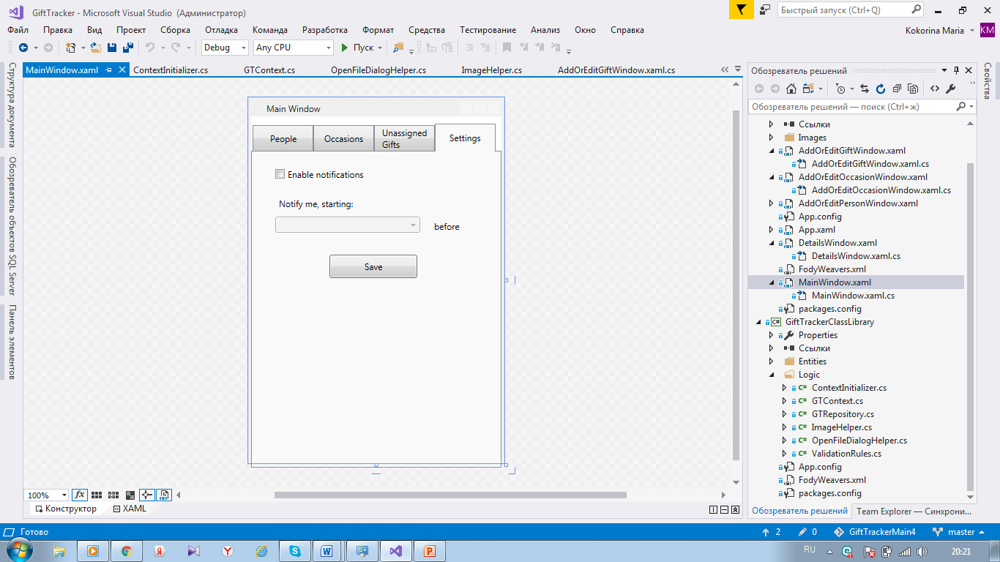 GiftTracker - Microsoft Visual Studio (Администратор)
Быстрый запуск (Ctrl+Q)
Файл Правка Вид Проект Сборка Отладка Команда Разработка Формат Средства Тестирование Анализ Окно Справка
Kokorina Maria KM
Debug Any CPU Пуск
MainWindow.xaml ContextInitializer.cs GTContext.cs OpenFileDialogHelper.cs ImageHelper.cs AddOrEditGiftWindow.xaml.cs
Структура документа
Обозреватель объектов SQL Server
Панель элементов
Main Window
People Occasions Unassigned Gifts Settings
Enable notifications
Notify me, starting:
before
Save
100%
Конструктор XAML
Обозреватель решений
Свойства
Обозреватель решений — поиск (Ctrl+ж)
Ссылки
Images
AddOrEditGiftWindow.xaml
AddOrEditGiftWindow.xaml.cs
AddOrEditOccasionWindow.xaml
AddOrEditOccasionWindow.xaml.cs
AddOrEditPersonWindow.xaml
App.config
App.xaml
DetailsWindow.xaml
DetailsWindow.xaml.cs
FodyWeavers.xml
MainWindow.xaml
MainWindow.xaml.cs
packages.config
GiftTrackerClassLibrary
Properties
Ссылки
Entities
Logic
ContextInitializer.cs
GTContext.cs
GTRepository.cs
ImageHelper.cs
OpenFileDialogHelper.cs
ValidationRules.cs
App.config
FodyWeavers.xml
packages.config
Обозреватель решений Team Explorer — Синхрони...
Готово 2 0 GiftTrackerMain4 master
RU 20:21